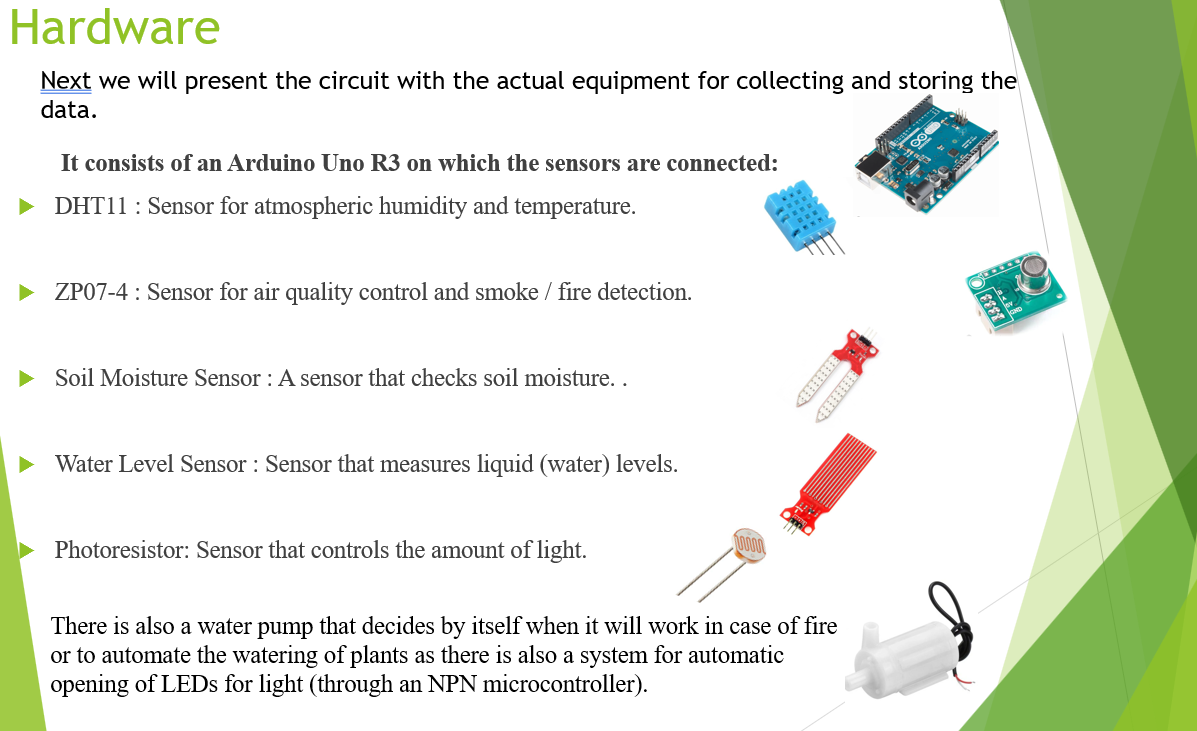 Hardware
Next we will present the circuit with the actual equipment for collecting and storing the
data.
It consists of an Arduino Uno R3 on which the sensors are connected:
DHT11 : Sensor for atmospheric humidity and temperature.
ZP07-4 : Sensor for air quality control and smoke / fire detection.
Soil Moisture Sensor : A sensor that checks soil moisture. .
Water Level Sensor : Sensor that measures liquid (water) levels.
Photoresistor: Sensor that controls the amount of light.
There is also a water pump that decides by itself when it will work in case of fire
or to automate the watering of plants as there is also a system for automatic
opening of LEDs for light (through an NPN microcontroller).
GND